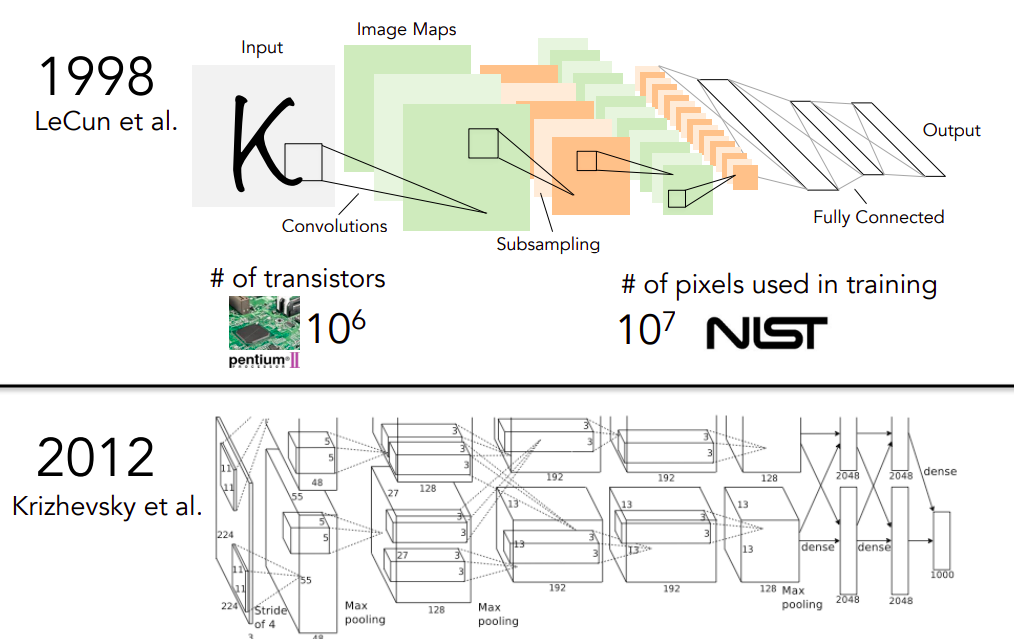 1998
LeCun et al.
Input
Image Maps
K
Convolutions
Subsampling
Fully Connected
Output
# of transistors
10⁶
pentium® II
# of pixels used in training
10⁷
NIST
2012
Krizhevsky et al.
11
11
5
5
48
3
3
128
3
3
192
3
3
192
128
2048
2048
dense
224
55
27
13
13
13
5
5
3
3
3
3
3
3
13
13
13
55
27
3
3
11
11
224
Stride
of 4
3
48
Max
pooling
128
Max
pooling
192
192
128
Max
pooling
dense
dense
2048
2048
1000